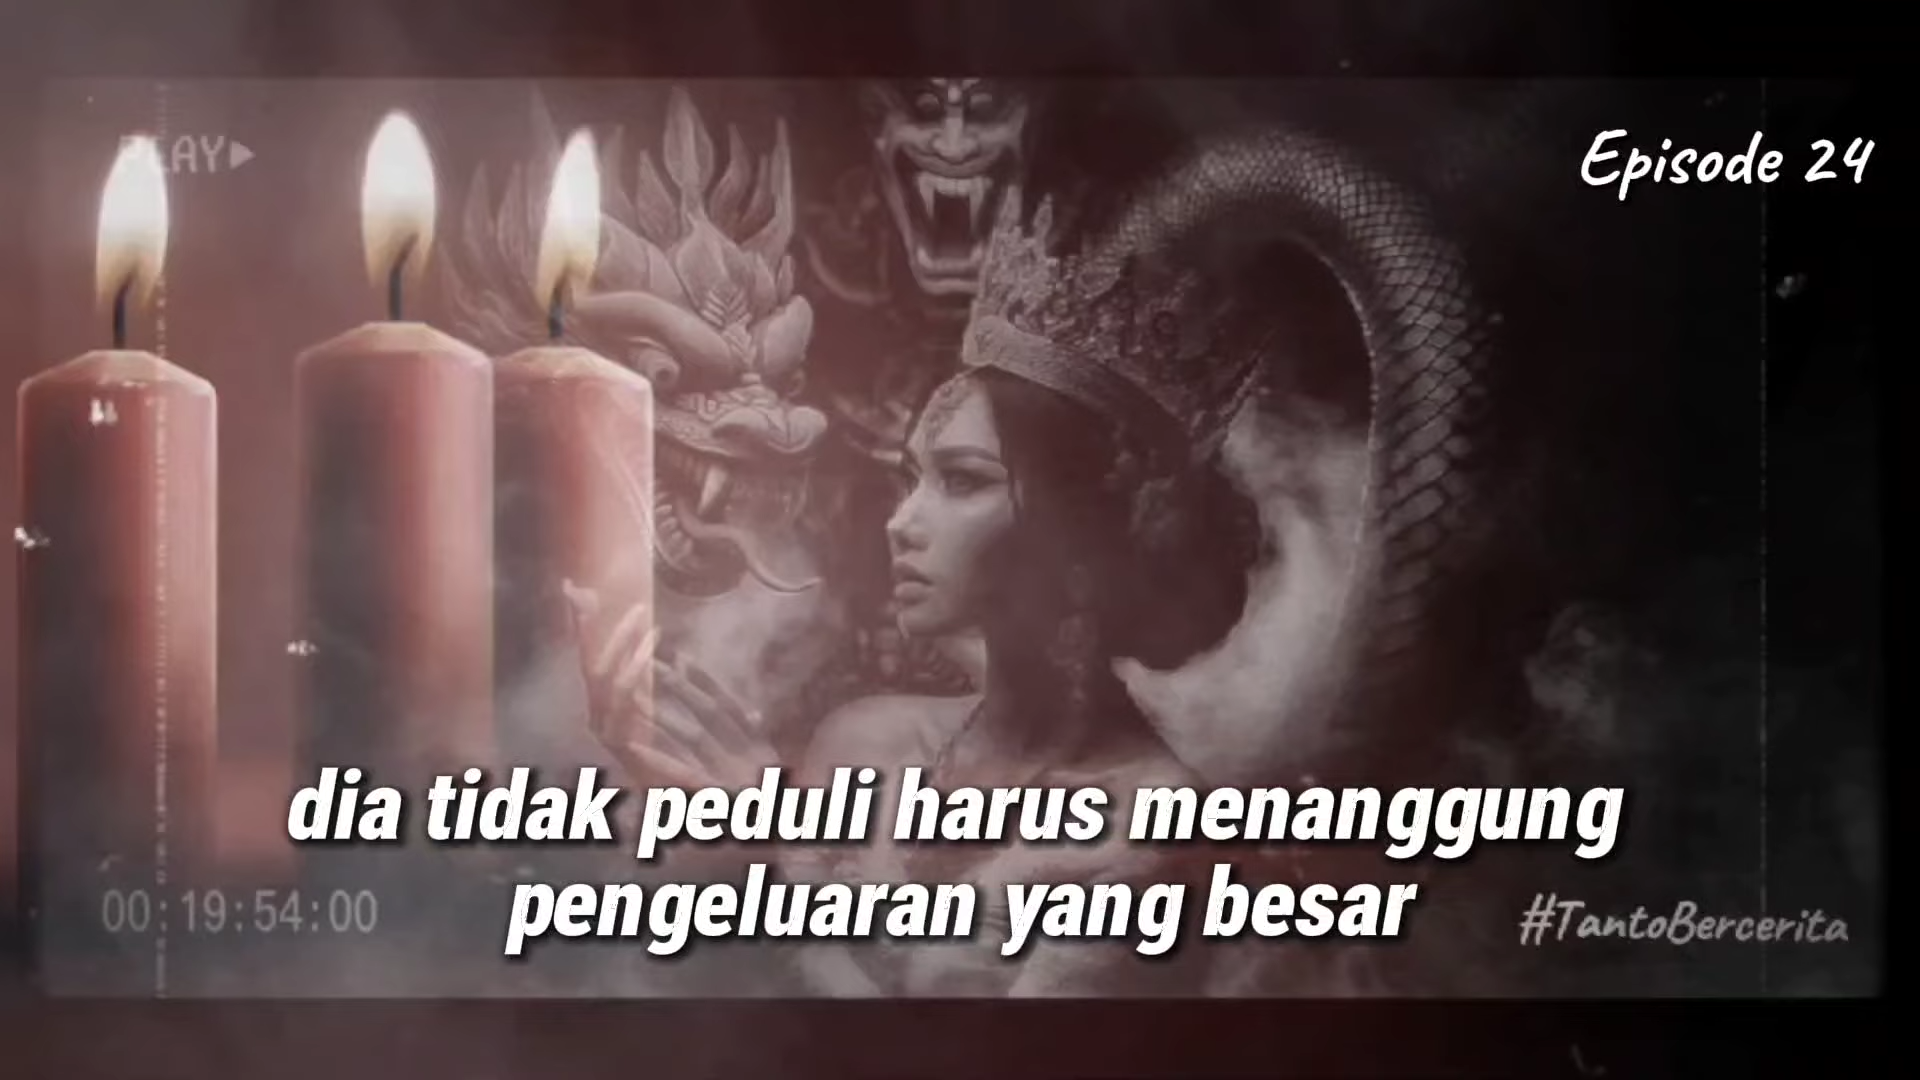 PLAY
Episode 24
dia tidak peduli harus menanggung
pengeluaran yang besar
00:19:54:00
#TantoBercerita